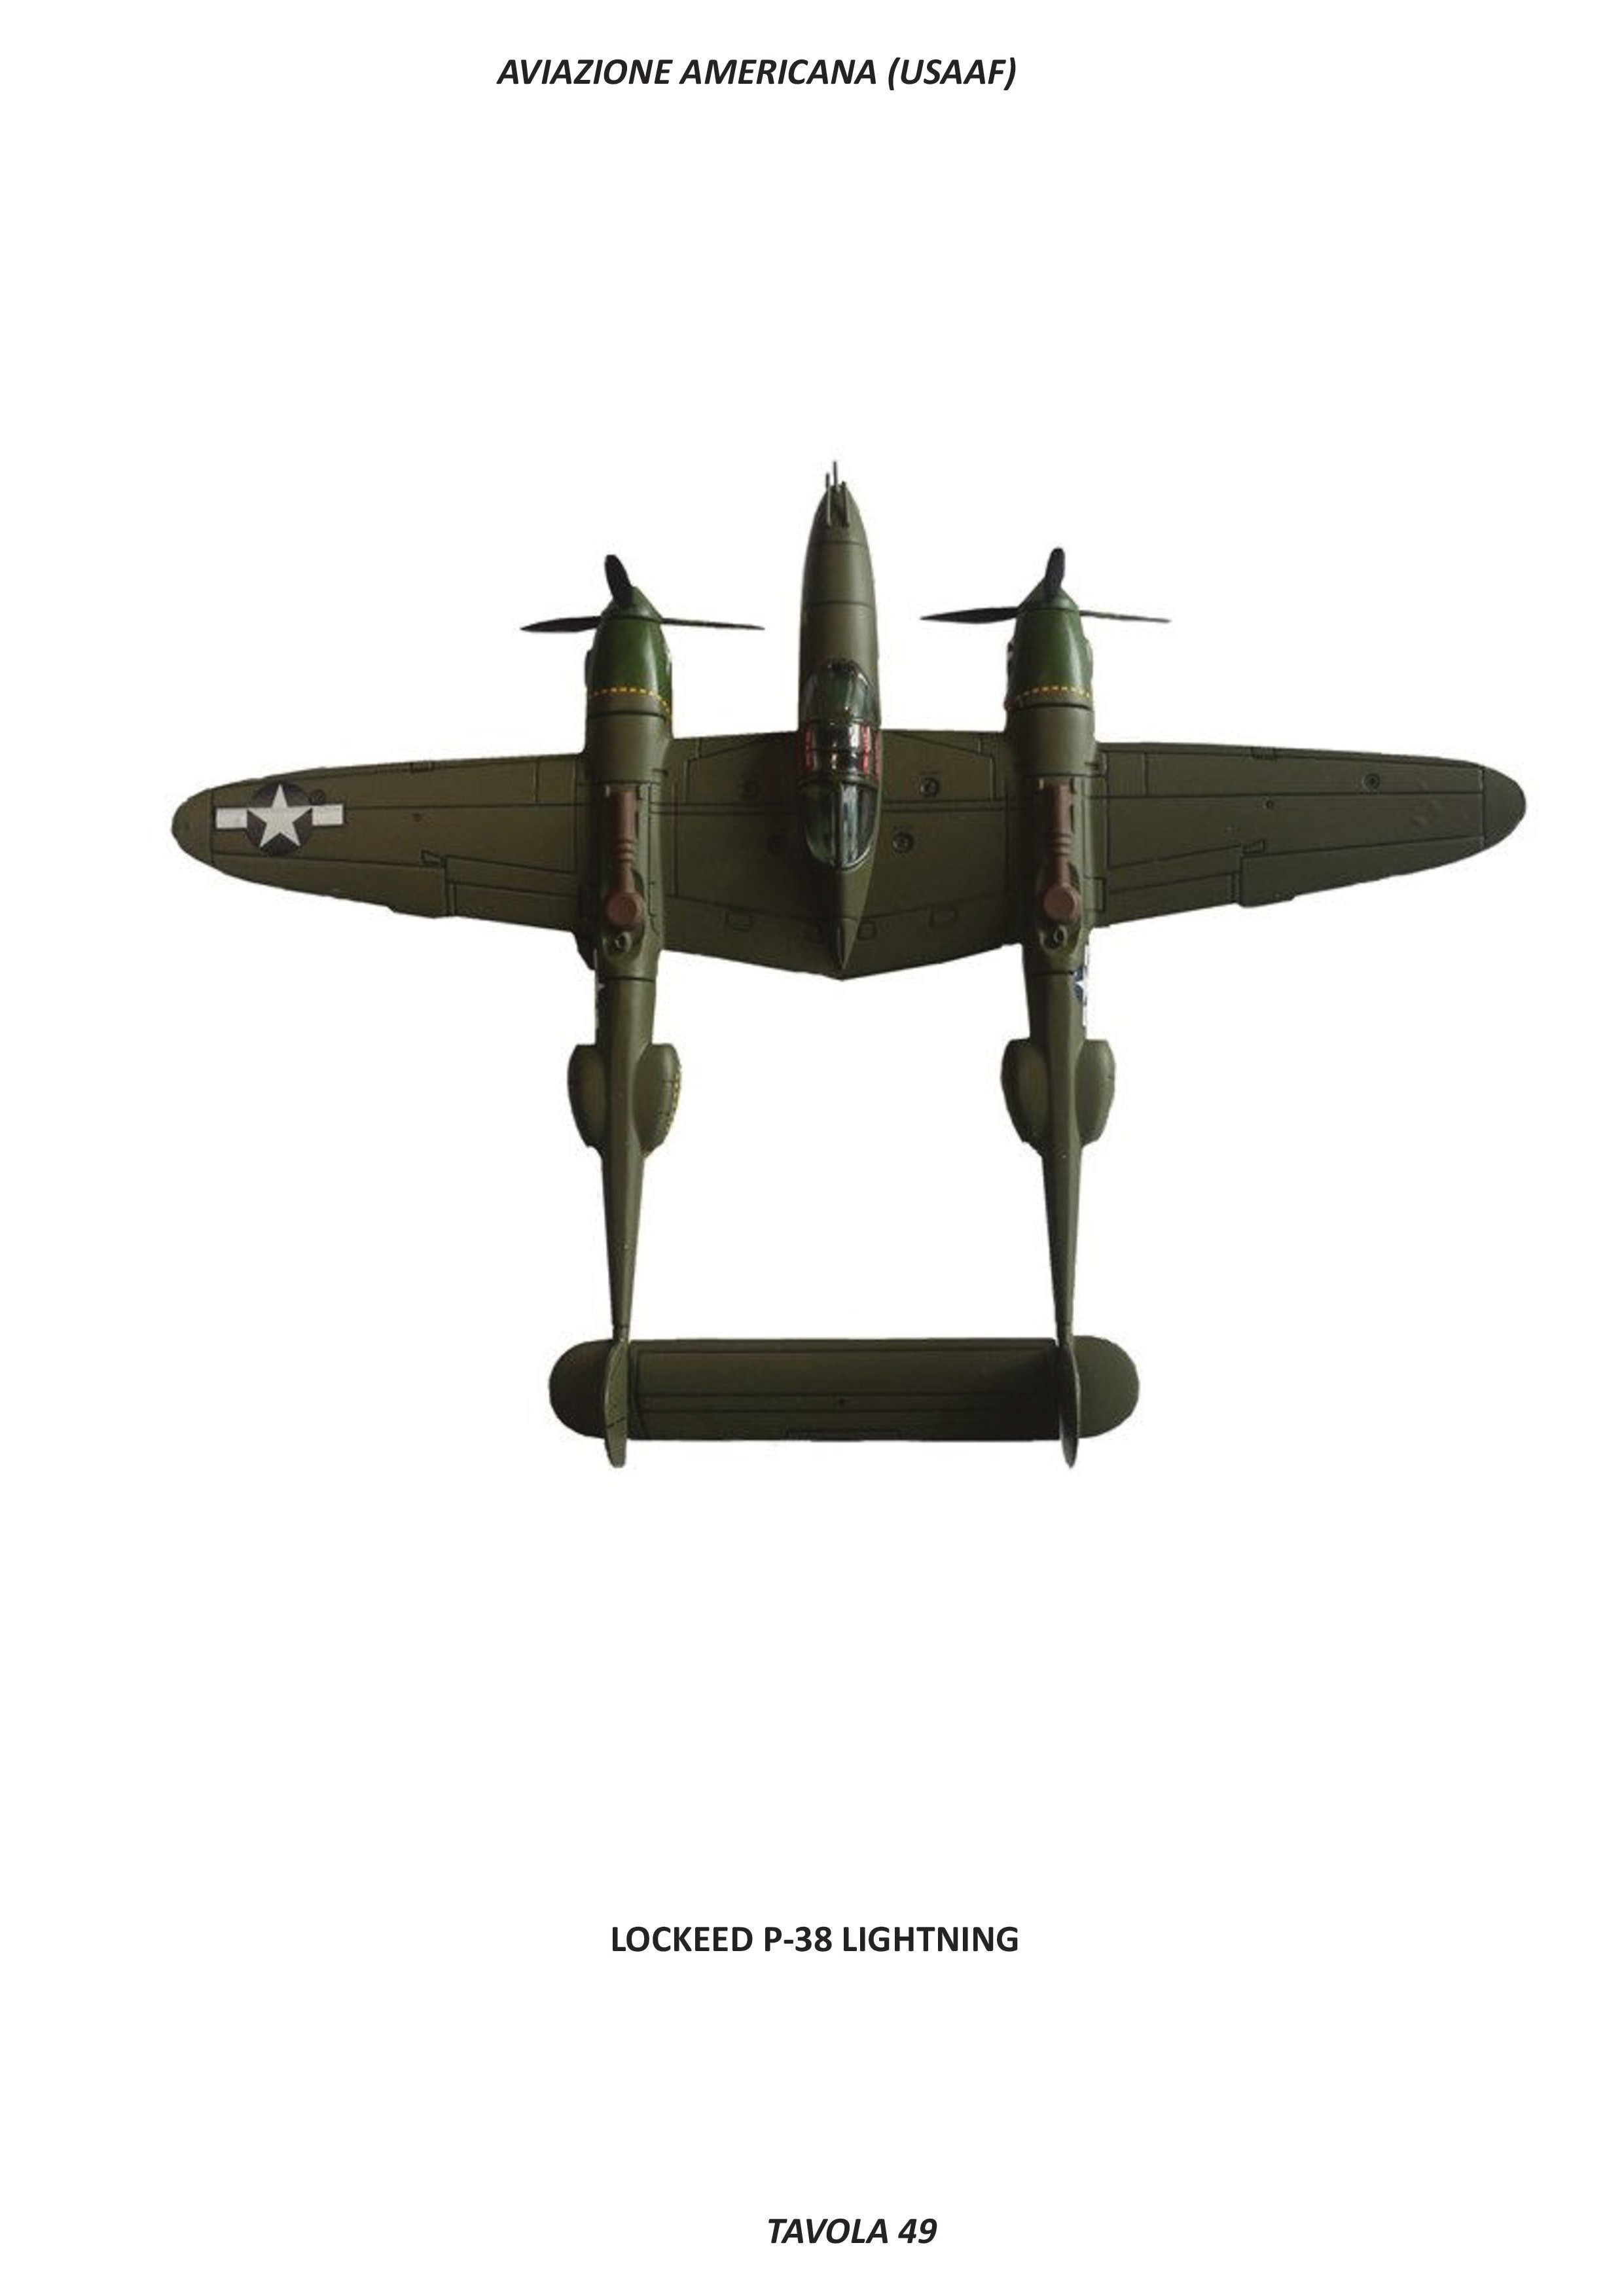 AVIAZIONE AMERICANA (USAAF)
LOCKEED P-38 LIGHTNING
TAVOLA 49